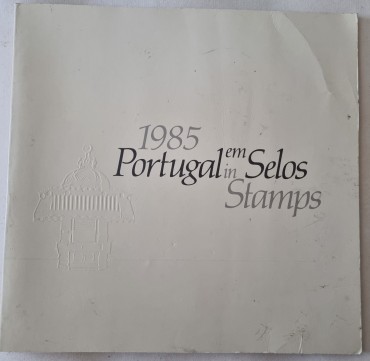 1985
Portugal em in Selos
Stamps